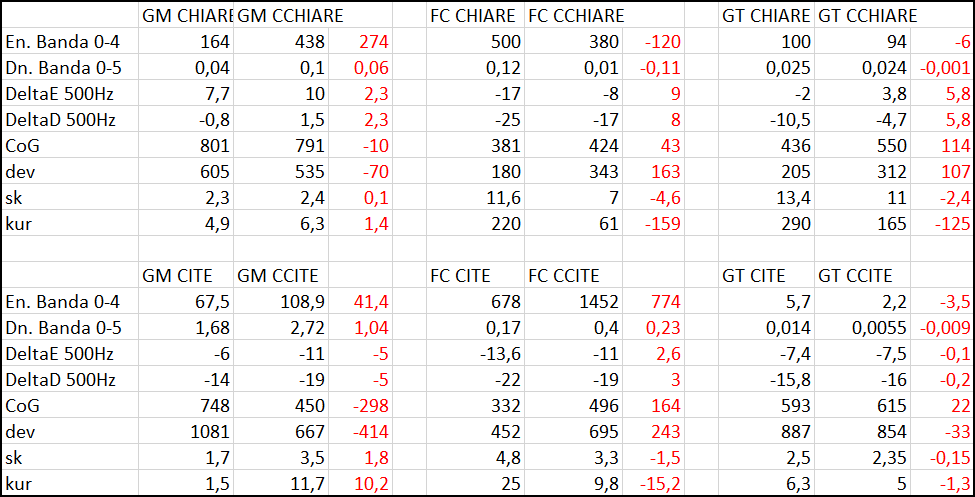 GM CHIARE GM CCHIARE FC CHIARE FC CCHIARE GT CHIARE GT CCHIARE
En. Banda 0-4 164 438 274 500 380 -120 100 94 -6
Dn. Banda 0-5 0,04 0,1 0,06 0,12 0,01 -0,11 0,025 0,024 -0,001
DeltaE 500Hz 7,7 10 2,3 -17 -8 9 -2 3,8 5,8
DeltaD 500Hz -0,8 1,5 2,3 -25 -17 8 -10,5 -4,7 5,8
CoG 801 791 -10 381 424 43 436 550 114
dev 605 535 -70 180 343 163 205 312 107
sk 2,3 2,4 0,1 11,6 7 -4,6 13,4 11 -2,4
kur 4,9 6,3 1,4 220 61 -159 290 165 -125
GM CITE GM CCITE FC CITE FC CCITE GT CITE GT CCITE
En. Banda 0-4 67,5 108,9 41,4 678 1452 774 5,7 2,2 -3,5
Dn. Banda 0-5 1,68 2,72 1,04 0,17 0,4 0,23 0,014 0,0055 -0,009
DeltaE 500Hz -6 -11 -5 -13,6 -11 2,6 -7,4 -7,5 -0,1
DeltaD 500Hz -14 -19 -5 -22 -19 3 -15,8 -16 -0,2
CoG 748 450 -298 332 496 164 593 615 22
dev 1081 667 -414 452 695 243 887 854 -33
sk 1,7 3,5 1,8 4,8 3,3 -1,5 2,5 2,35 -0,15
kur 1,5 11,7 10,2 25 9,8 -15,2 6,3 5 -1,3